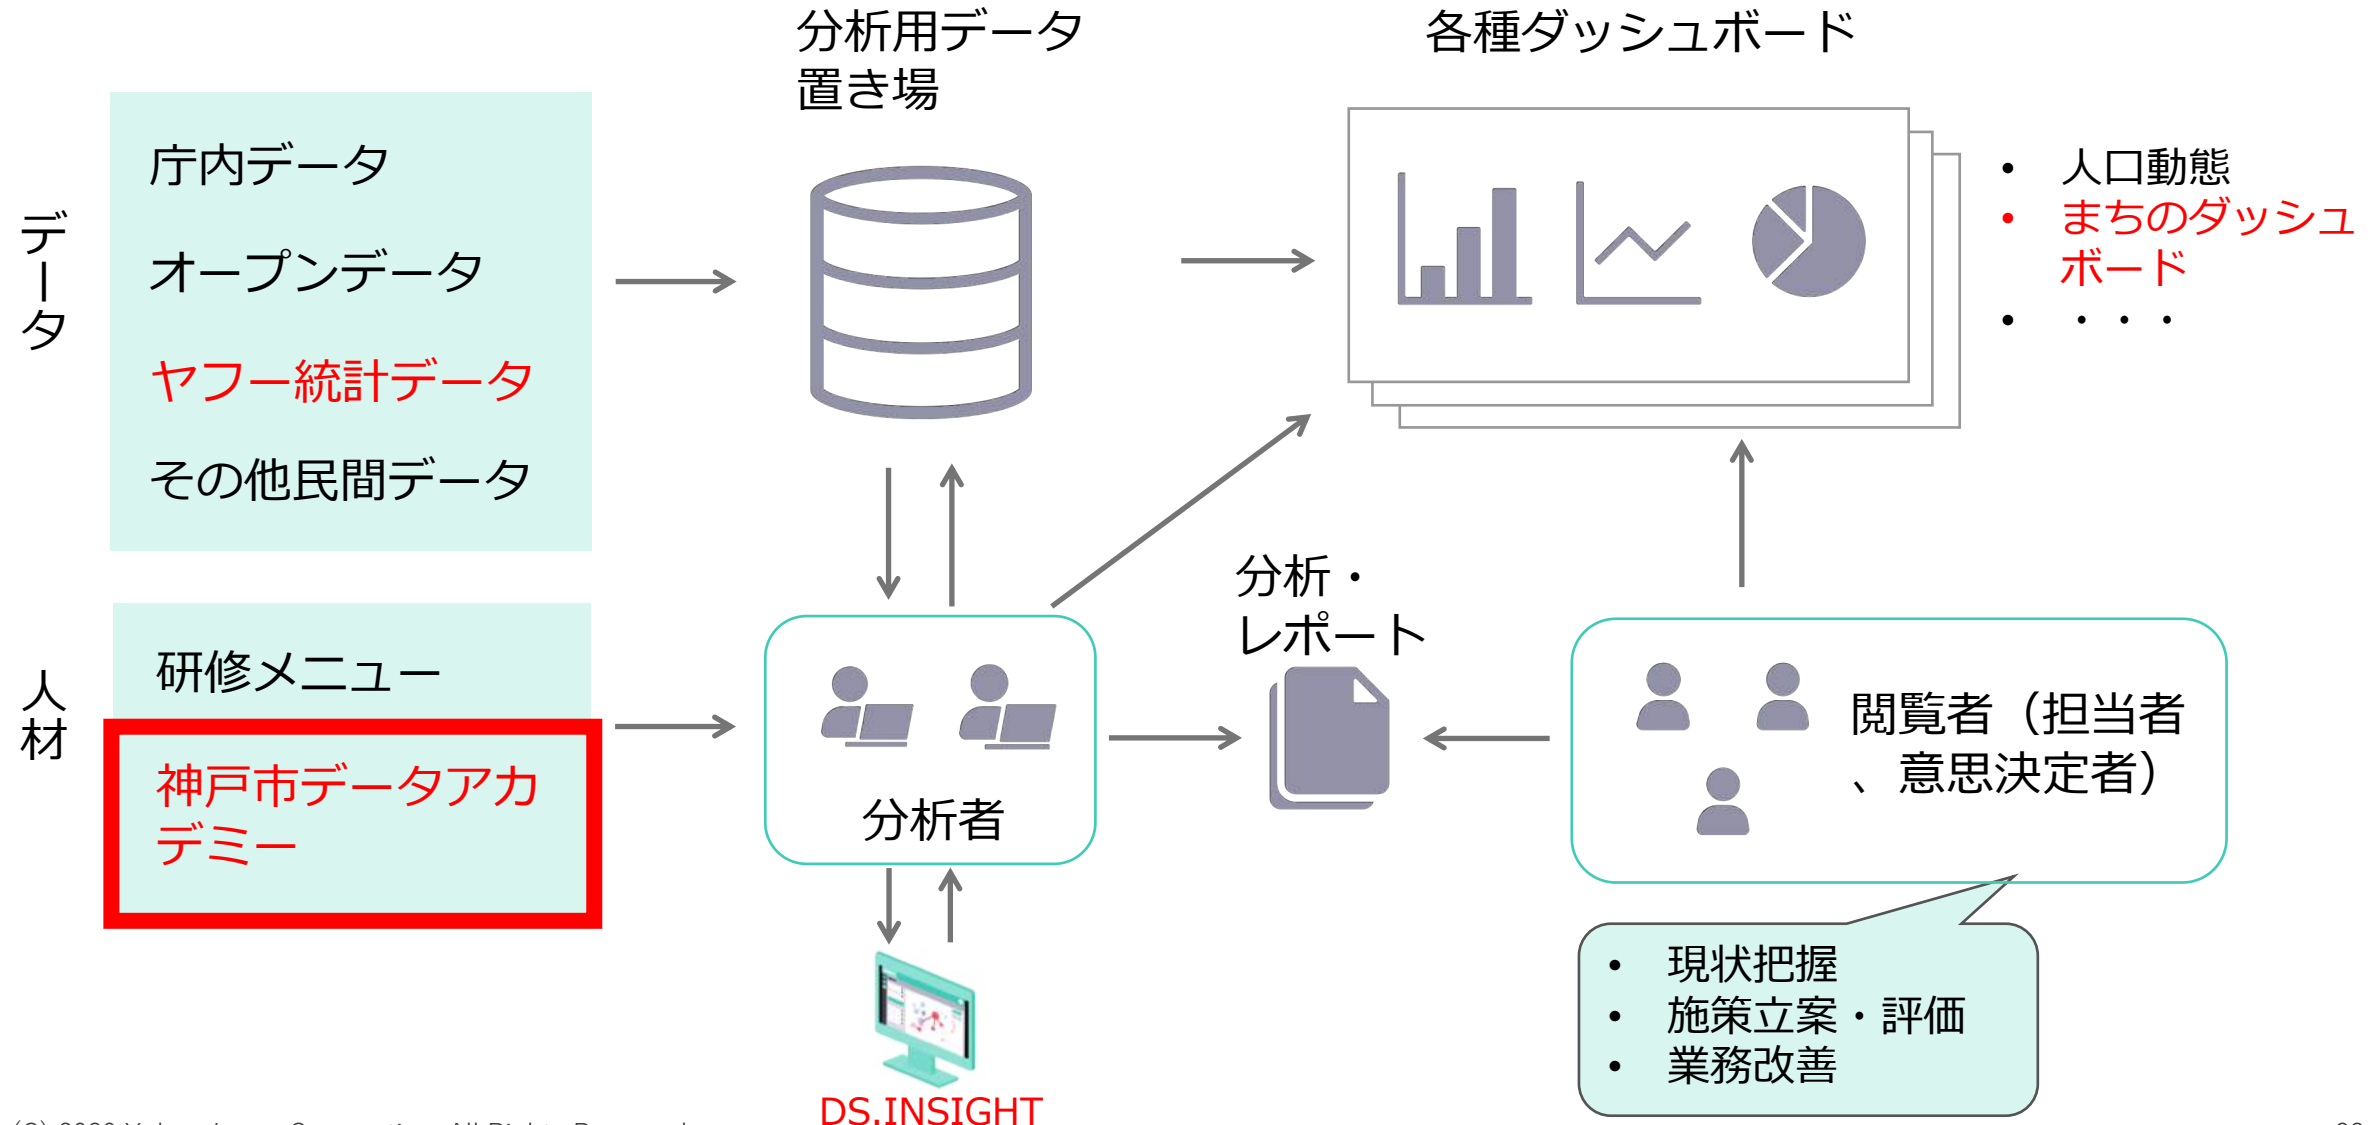 分析用データ
置き場
各種ダッシュボード
データ
庁内データ
オープンデータ
ヤフー統計データ
その他民間データ
• 人口動態
• まちのダッシュ
ボード
• ・・・
人材
研修メニュー
神戸市データアカ
デミー
分析者
分析・
レポート
閲覧者（担当者
、意思決定者）
• 現状把握
• 施策立案・評価
• 業務改善
DS.INSIGHT